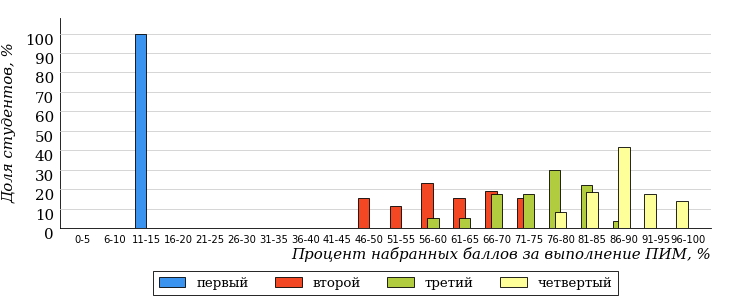 Доля студентов, %
100
90
80
70
60
50
40
30
20
10
0
0-5 6-10 11-15 16-20 21-25 26-30 31-35 36-40 41-45 46-50 51-55 56-60 61-65 66-70 71-75 76-80 81-85 86-90 91-95 96-100
Процент набранных баллов за выполнение ПИМ, %
первый второй третий четвертый